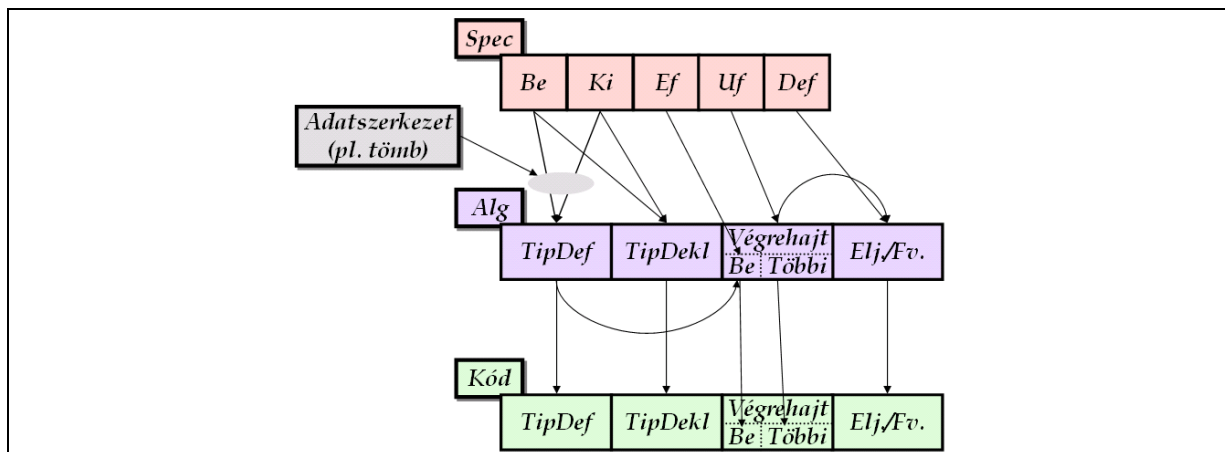 Spec
Be Ki Ef Uf Def
Adatszerkezet
(pl. tömb)
Alg
TipDef TipDekl Végrehajt Elj./Fv.
Be Többi
Kód
TipDef TipDekl Végrehajt Elj./Fv.
Be Többi